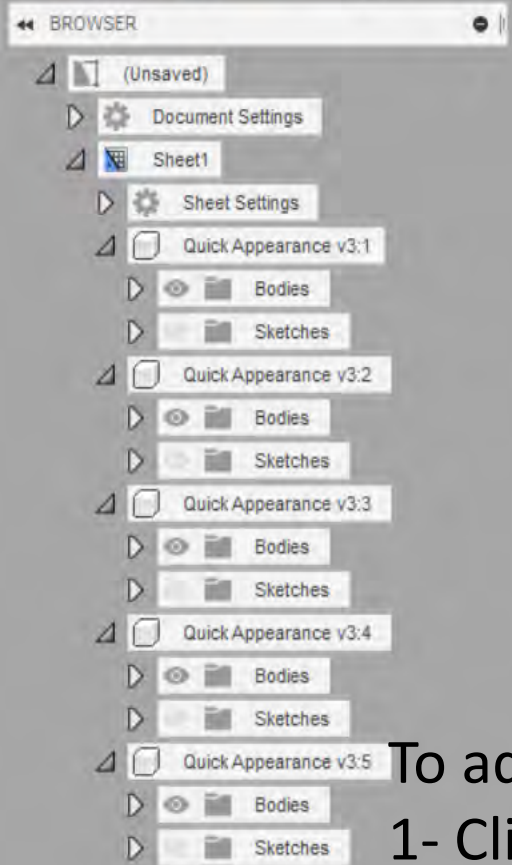 BROWSER
(Unsaved)
Document Settings
Sheet1
Sheet Settings
Quick Appearance v3:1
Bodies
Sketches
Quick Appearance v3:2
Bodies
Sketches
Quick Appearance v3:3
Bodies
Sketches
Quick Appearance v3:4
Bodies
Sketches
Quick Appearance v3:5
To
Bodies
1-
Sketches